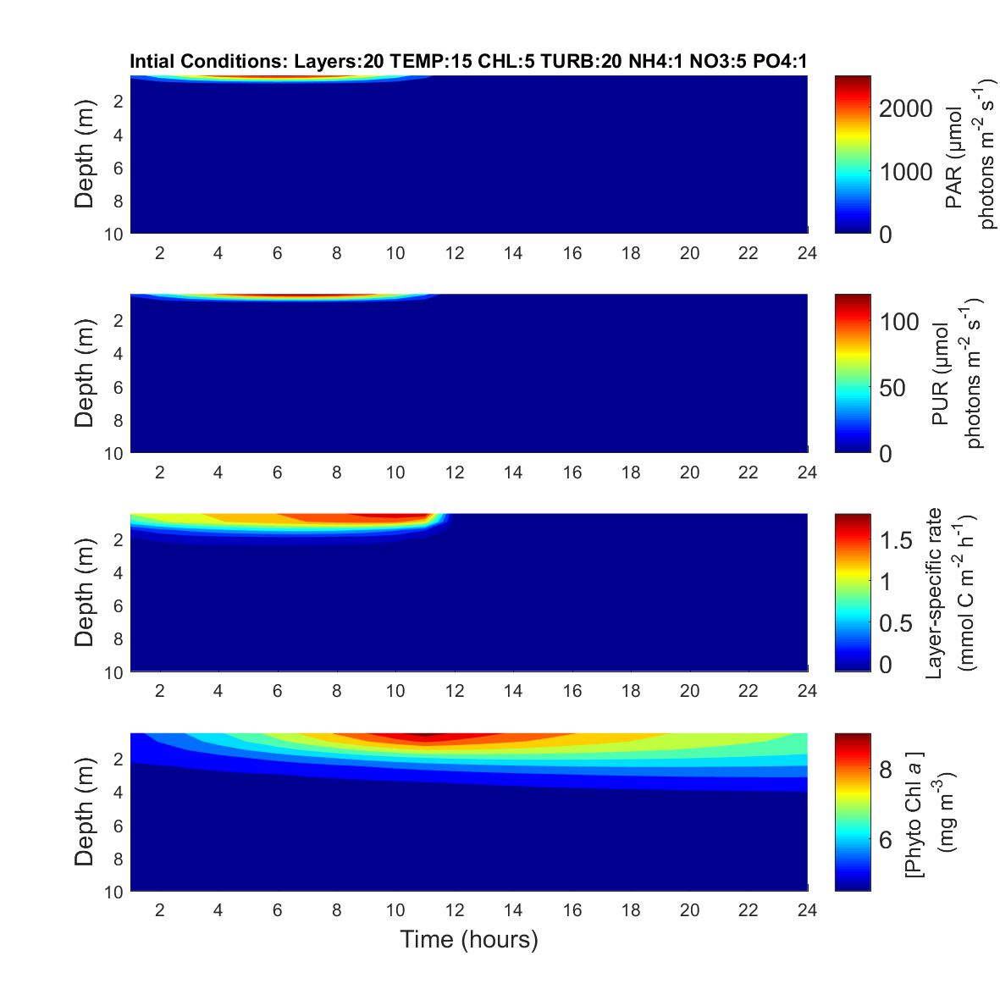 Intial Conditions: Layers:20 TEMP:15 CHL:5 TURB:20 NH4:1 NO3:5 PO4:1
Depth (m)
2
4
6
8
10
2 4 6 8 10 12 14 16 18 20 22 24
2000
1000
0
PAR (μmol
photons m⁻² s⁻¹)
Depth (m)
2
4
6
8
10
2 4 6 8 10 12 14 16 18 20 22 24
100
50
0
PUR (μmol
photons m⁻² s⁻¹)
Depth (m)
2
4
6
8
10
2 4 6 8 10 12 14 16 18 20 22 24
1.5
1
0.5
0
Layer-specific rate
(mmol C m⁻² h⁻¹)
Depth (m)
2
4
6
8
10
2 4 6 8 10 12 14 16 18 20 22 24
8
6
[Phyto Chl a ]
(mg m⁻³)
Time (hours)